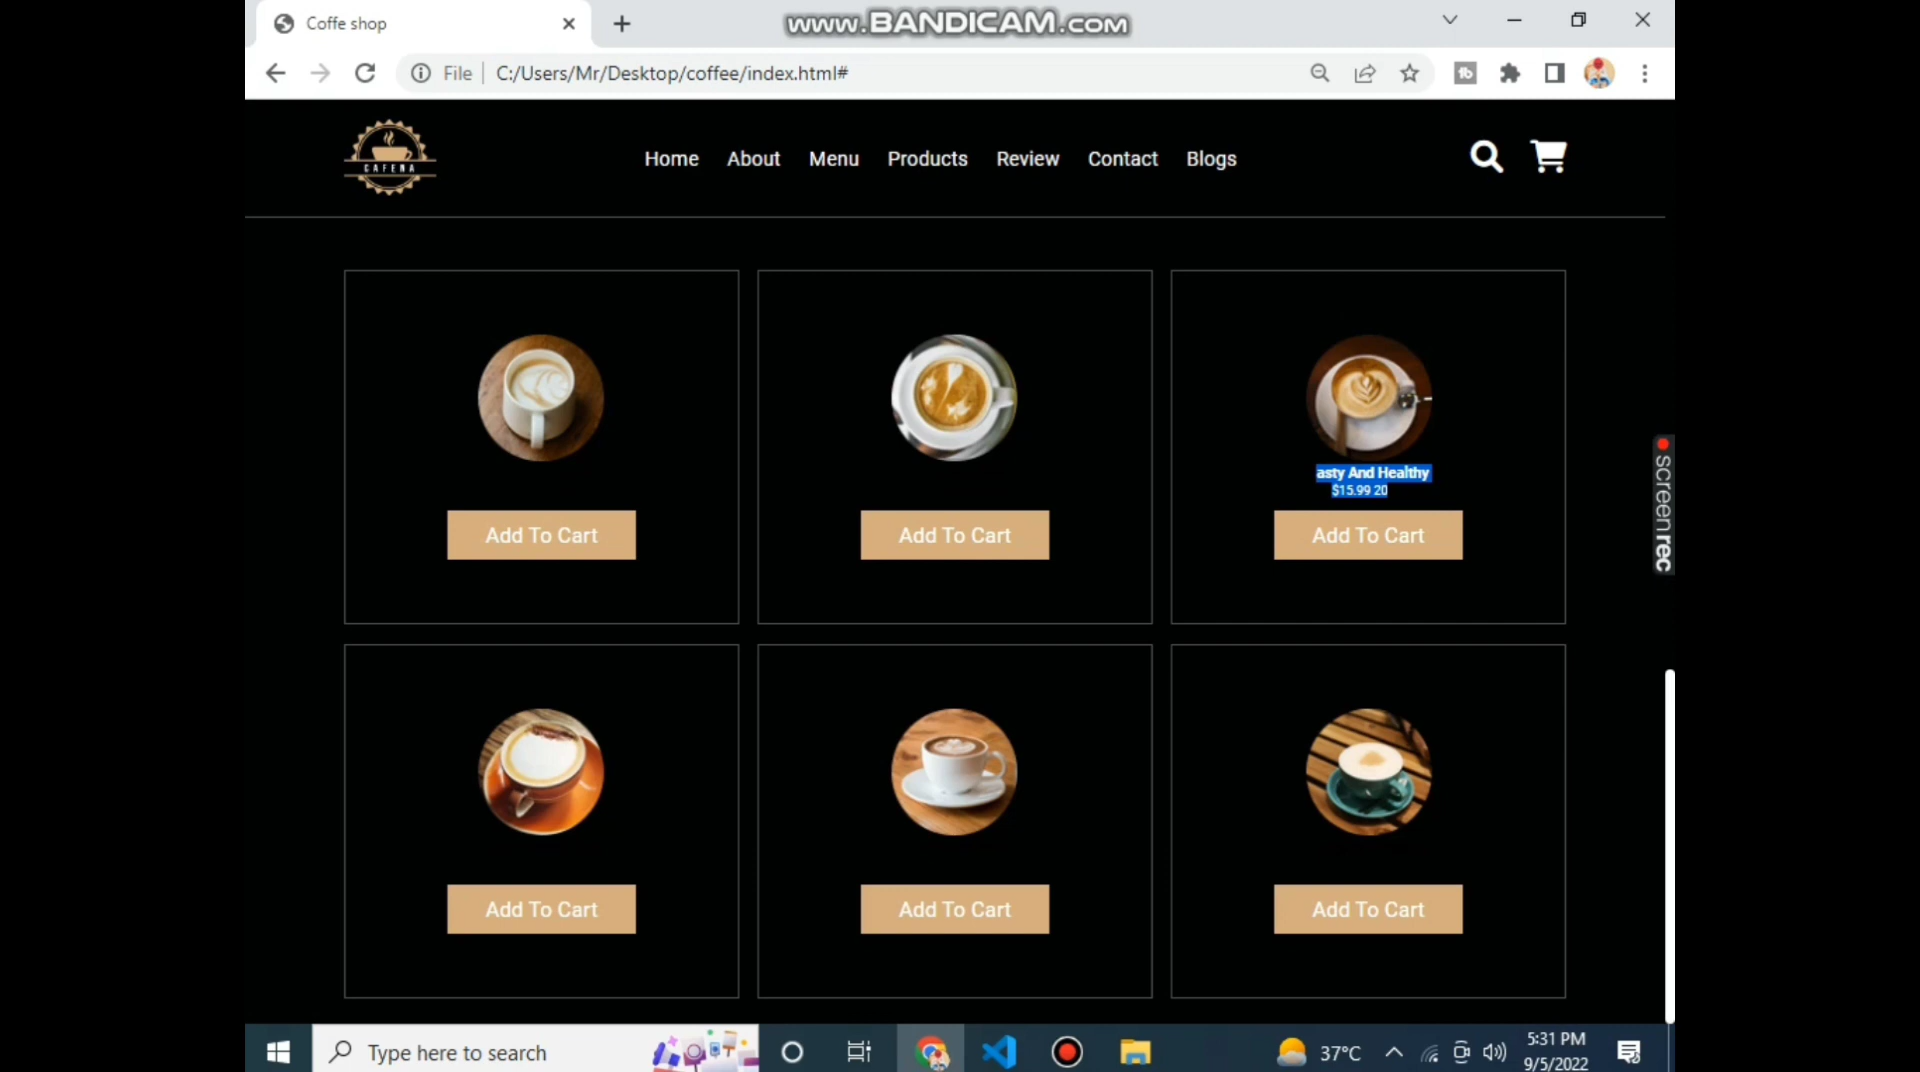 Coffe shop
www.BANDICAM.com
File
C:/Users/Mr/Desktop/coffee/index.html#
CAFENA
Home
About
Menu
Products
Review
Contact
Blogs
asty And Healthy
$15.99 20
Add To Cart
Add To Cart
Add To Cart
screenrec
Add To Cart
Add To Cart
Add To Cart
Type here to search
37°C
5:31 PM
9/5/2022